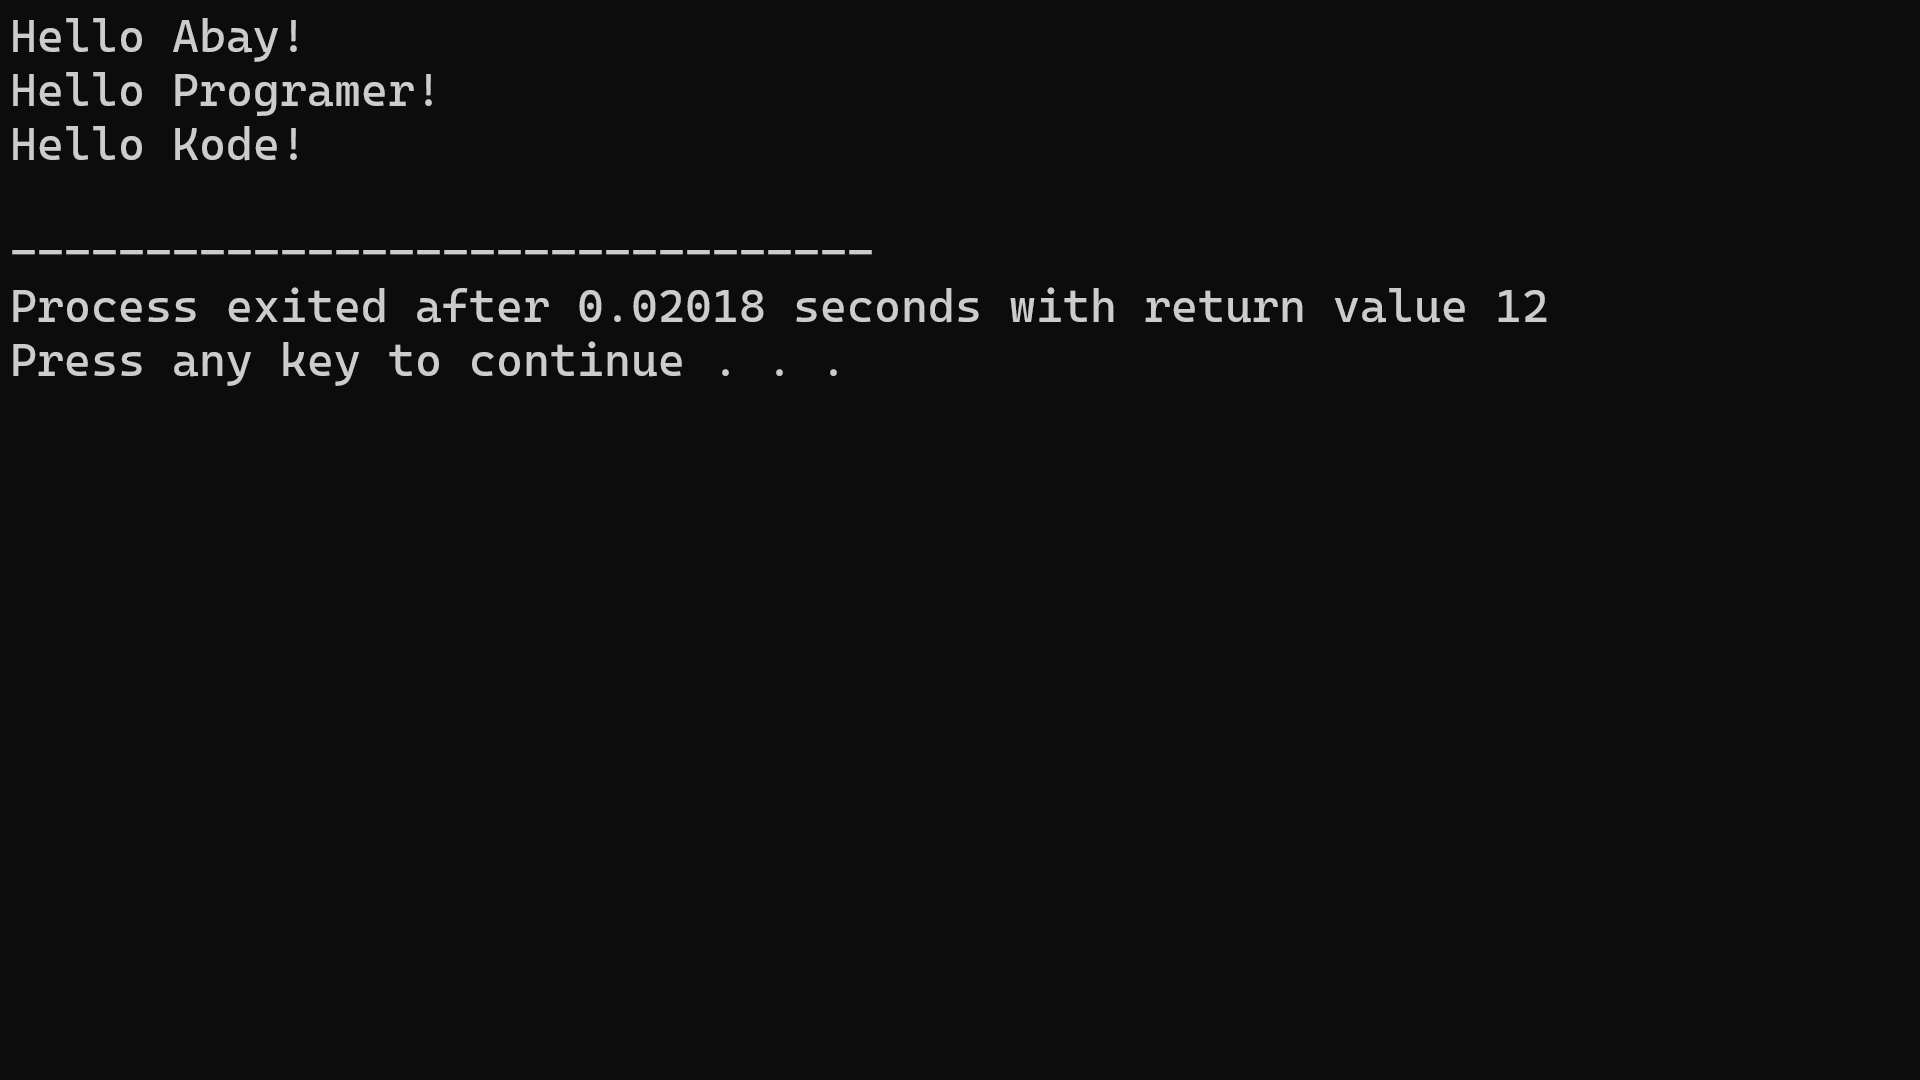 Hello Abay!
Hello Programer!
Hello Kode!
--------------------------------
Process exited after 0.02018 seconds with return value 12
Press any key to continue . . .